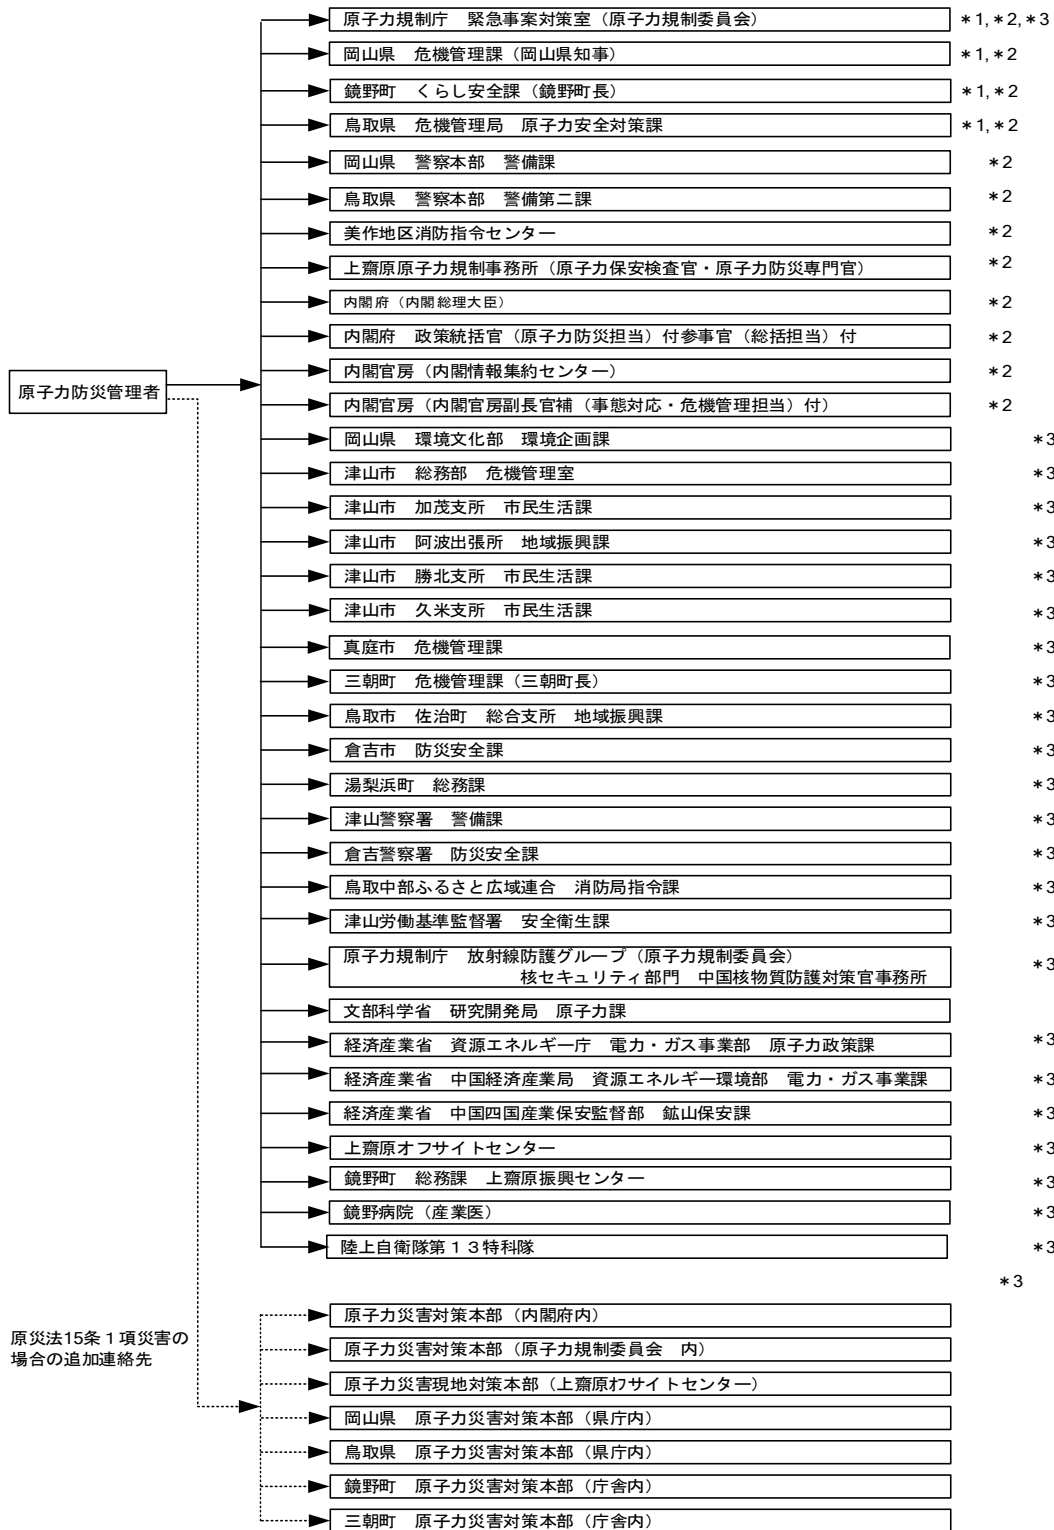 原子力規制庁　緊急事案対策室（原子力規制委員会） ＊1,＊2,＊3
岡山県　危機管理課（岡山県知事） ＊1,＊2
鏡野町　くらし安全課（鏡野町長） ＊1,＊2
鳥取県　危機管理局　原子力安全対策課 ＊1,＊2
岡山県　警察本部　警備課 ＊2
鳥取県　警察本部　警備第二課 ＊2
美作地区消防指令センター ＊2
上齋原原子力規制事務所（原子力保安検査官・原子力防災専門官） ＊2
内閣府（内閣総理大臣） ＊2
内閣府　政策統括官（原子力防災担当）付参事官（総括担当）付 ＊2
内閣官房（内閣情報集約センター） ＊2
原子力防災管理者
内閣官房（内閣官房副長官補（事態対応・危機管理担当）付） ＊2
岡山県　環境文化部　環境企画課 ＊3
津山市　総務部　危機管理室 ＊3
津山市　加茂支所　市民生活課 ＊3
津山市　阿波出張所　地域振興課 ＊3
津山市　勝北支所　市民生活課 ＊3
津山市　久米支所　市民生活課 ＊3
真庭市　危機管理課 ＊3
三朝町　危機管理課（三朝町長） ＊3
鳥取市　佐治町　総合支所　地域振興課 ＊3
倉吉市　防災安全課 ＊3
湯梨浜町　総務課 ＊3
津山警察署　警備課 ＊3
倉吉警察署　防災安全課 ＊3
鳥取中部ふるさと広域連合　消防局指令課 ＊3
津山労働基準監督署　安全衛生課 ＊3
原子力規制庁　放射線防護グループ（原子力規制委員会）
核セキュリティ部門　中国核物質防護対策官事務所 ＊3
文部科学省　研究開発局　原子力課
経済産業省　資源エネルギー庁　電力・ガス事業部　原子力政策課 ＊3
経済産業省　中国経済産業局　資源エネルギー環境部　電力・ガス事業課 ＊3
経済産業省　中国四国産業保安監督部　鉱山保安課 ＊3
上齋原オフサイトセンター ＊3
鏡野町　総務課　上齋原振興センター ＊3
鏡野病院（産業医） ＊3
陸上自衛隊第１３特科隊 ＊3
＊3
原災法15条１項災害の
場合の追加連絡先
原子力災害対策本部（内閣府内）
原子力災害対策本部（原子力規制委員会　内）
原子力災害現地対策本部（上齋原ｵﾌサイトセンター）
岡山県　原子力災害対策本部（県庁内）
鳥取県　原子力災害対策本部（県庁内）
鏡野町　原子力災害対策本部（庁舎内）
三朝町　原子力災害対策本部（庁舎内）